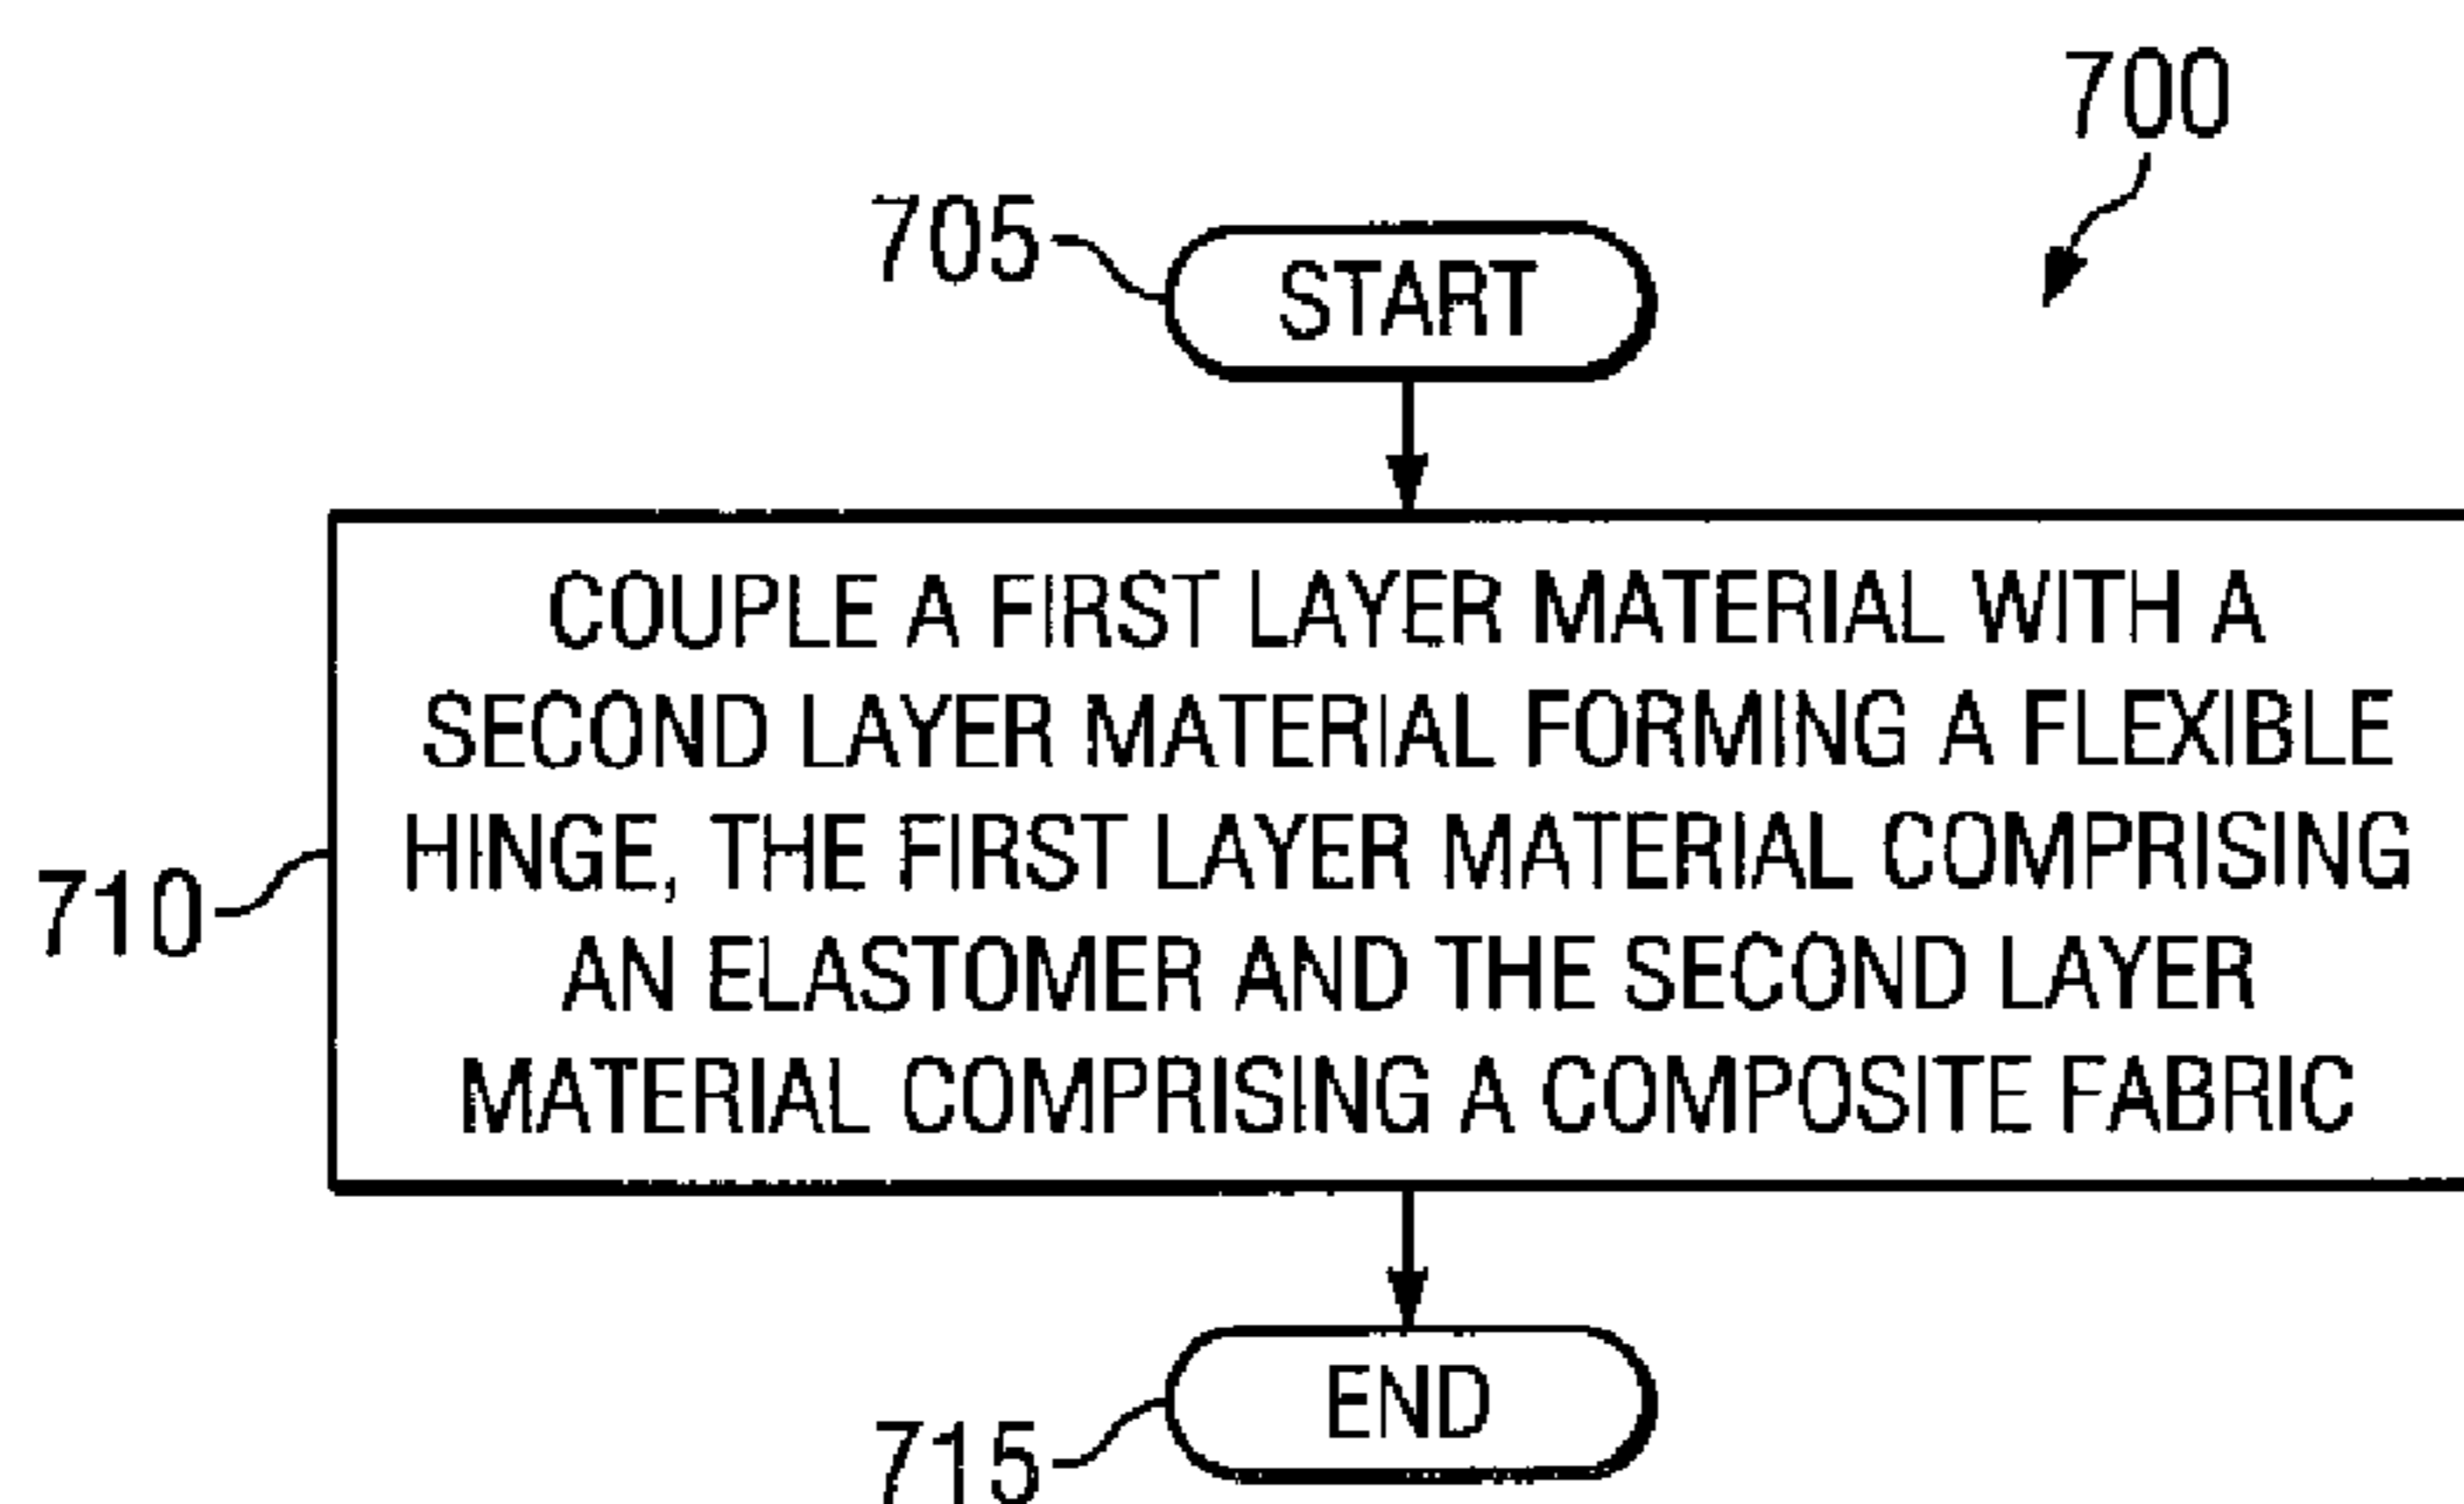 700
705
START
COUPLE A FIRST LAYER MATERIAL WITH A
SECOND LAYER MATERIAL FORMING A FLEXIBLE
HINGE, THE FIRST LAYER MATERIAL COMPRISING
710
AN ELASTOMER AND THE SECOND LAYER
MATERIAL COMPRISING A COMPOSITE FABRIC
END
715